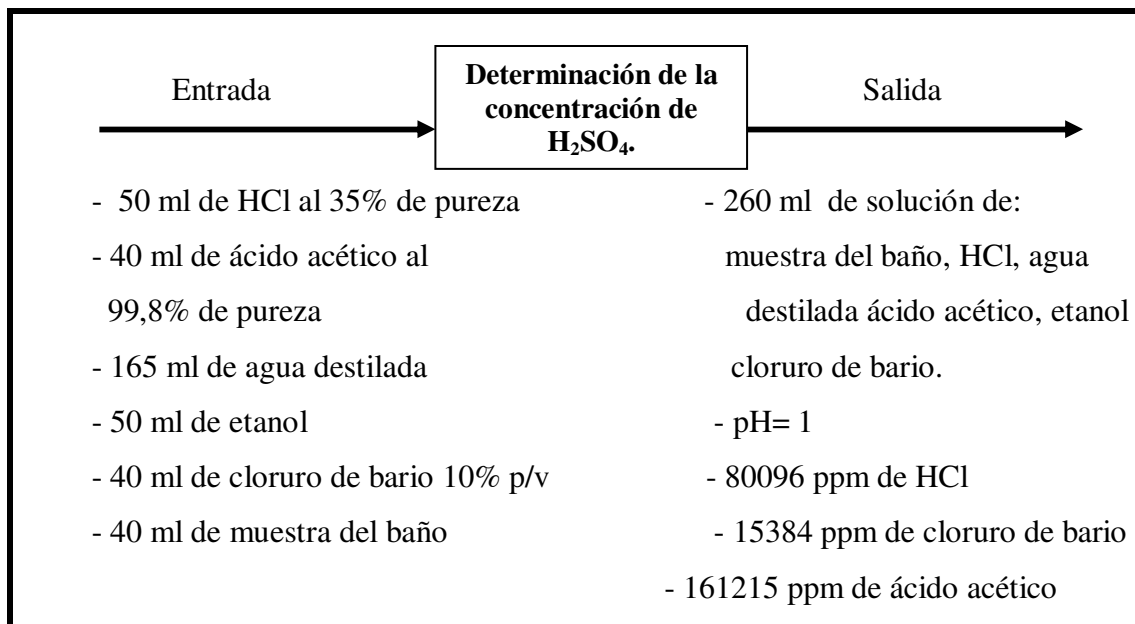 Entrada
Determinación de la
concentración de
H₂SO₄.
Salida
- 50 ml de HCl al 35% de pureza
- 40 ml de ácido acético al
99,8% de pureza
- 165 ml de agua destilada
- 50 ml de etanol
- 40 ml de cloruro de bario 10% p/v
- 40 ml de muestra del baño
- 260 ml de solución de:
muestra del baño, HCl, agua
destilada ácido acético, etanol
cloruro de bario.
- pH= 1
- 80096 ppm de HCl
- 15384 ppm de cloruro de bario
- 161215 ppm de ácido acético